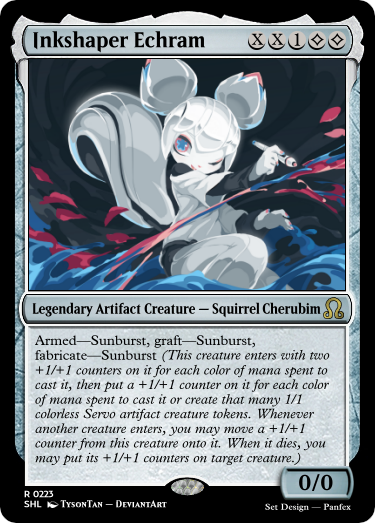 Inkshaper Echram X X 1 ◇ ◇
Legendary Artifact Creature — Squirrel Cherubim
Armed—Sunburst, graft—Sunburst,
fabricate—Sunburst (This creature enters with two
+1/+1 counters on it for each color of mana spent to
cast it, then put a +1/+1 counter on it for each color
of mana spent to cast it or create that many 1/1
colorless Servo artifact creature tokens. Whenever
another creature enters, you may move a +1/+1
counter from this creature onto it. When it dies, you
may put its +1/+1 counters on target creature.)
0/0
R 0223
SHL TysonTan — DeviantArt
Set Design — Panfex